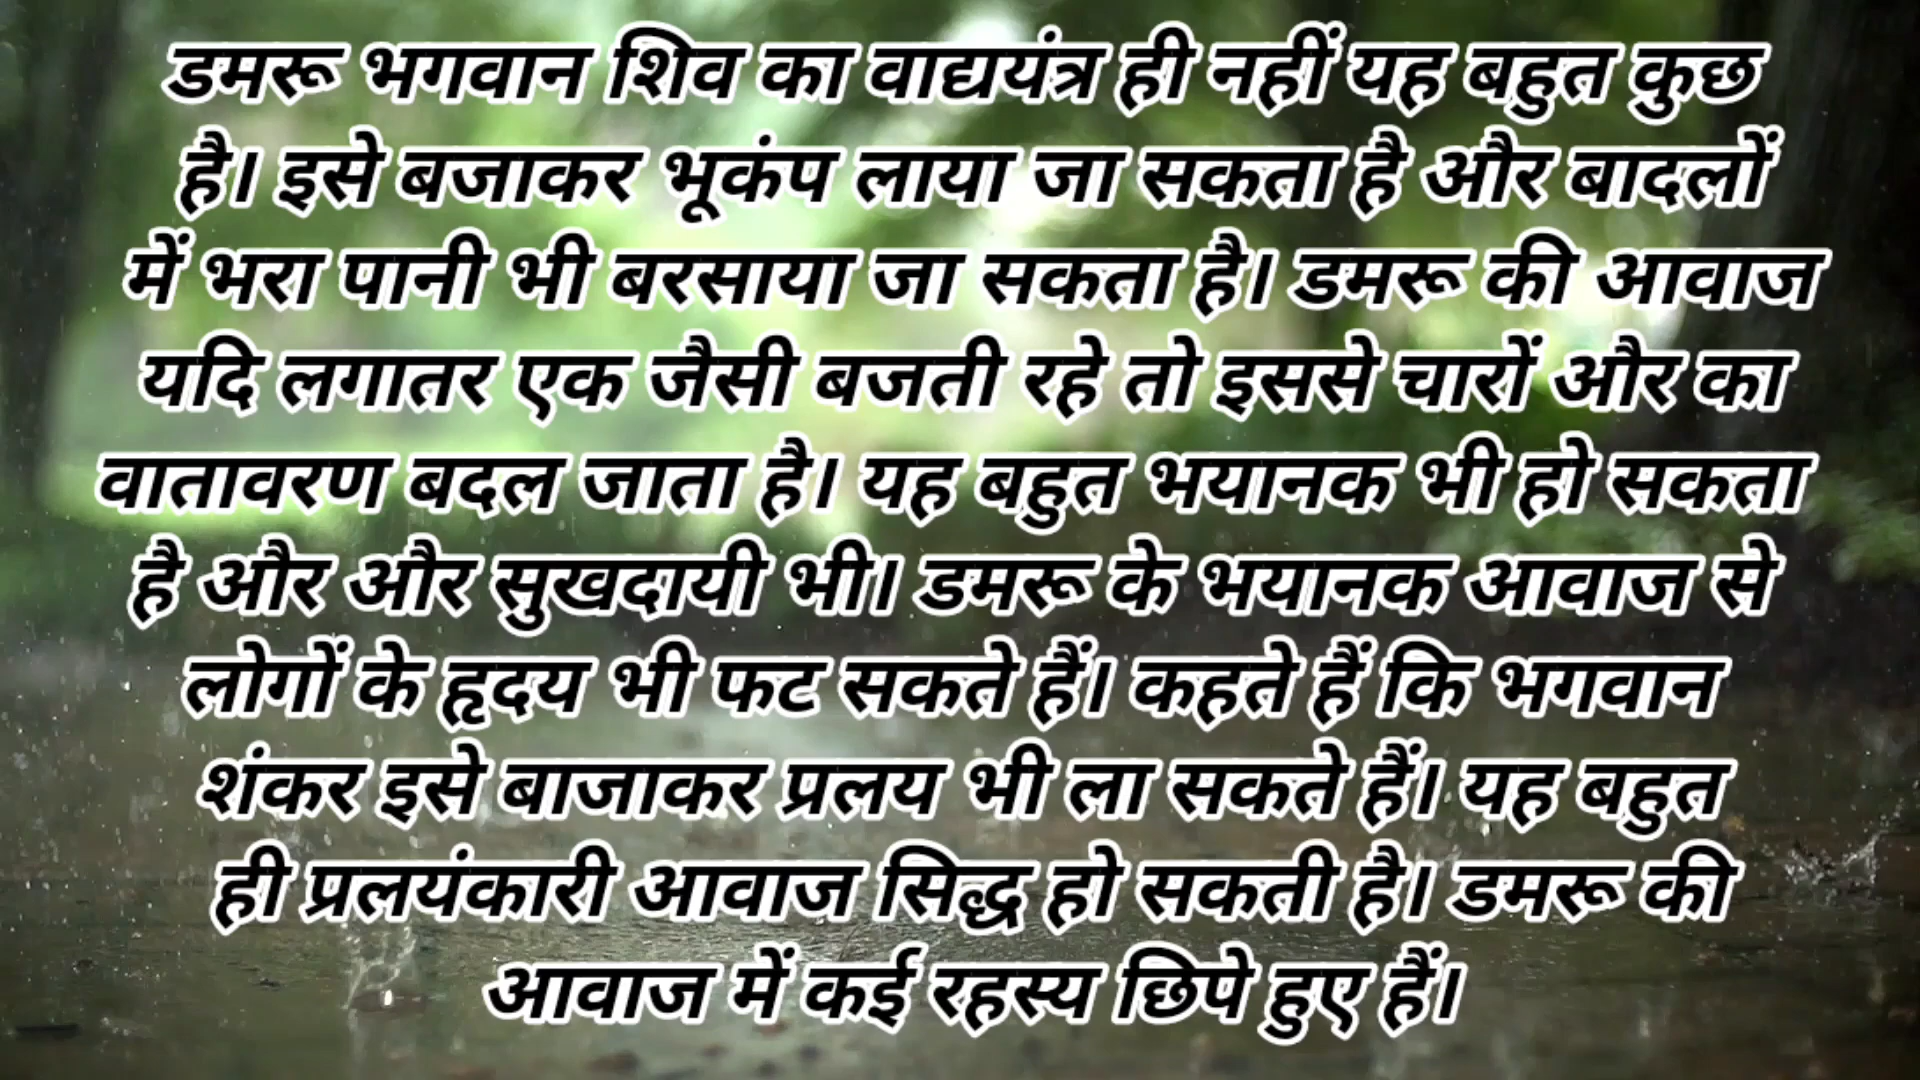 डमरू भगवान शिव का वाद्ययंत्र ही नहीं यह बहुत कुछ
है। इसे बजाकर भूकंप लाया जा सकता है और बादलों
में भरा पानी भी बरसाया जा सकता है। डमरू की आवाज
यदि लगातर एक जैसी बजती रहे तो इससे चारों और का
वातावरण बदल जाता है। यह बहुत भयानक भी हो सकता
है और और सुखदायी भी। डमरू के भयानक आवाज से
लोगों के हृदय भी फट सकते हैं। कहते हैं कि भगवान
शंकर इसे बाजाकर प्रलय भी ला सकते हैं। यह बहुत
ही प्रलयंकारी आवाज सिद्ध हो सकती है। डमरू की
आवाज में कई रहस्य छिपे हुए हैं।